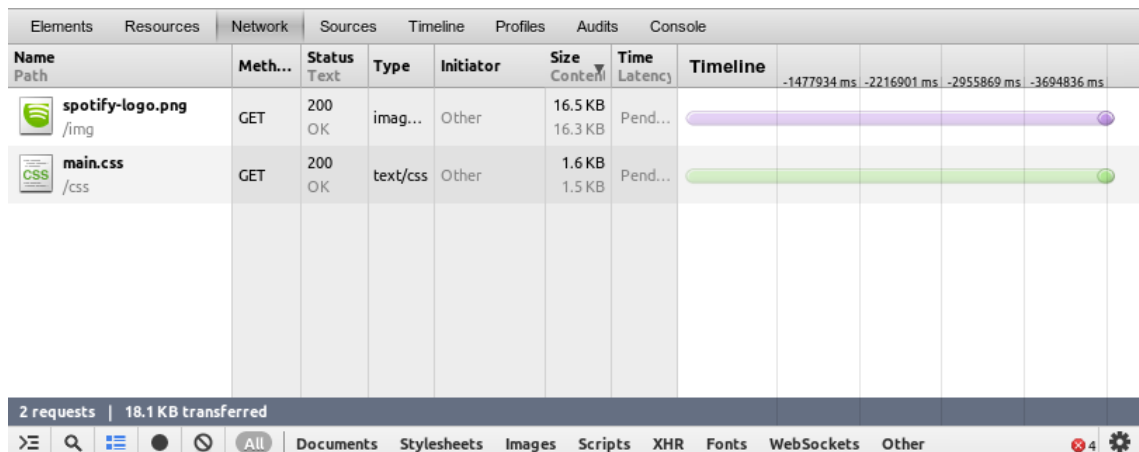 Elements Resources Network Sources Timeline Profiles Audits Console
Name Meth... Status Type Initiator Size Time Timeline
Path Text Content Latency -1477934 ms -2216901 ms -2955869 ms -3694836 ms
spotify-logo.png GET 200 imag... Other 16.5 KB Pend...
/img OK 16.3 KB
main.css GET 200 text/css Other 1.6 KB Pend...
CSS /css OK 1.5 KB
2 requests | 18.1 KB transferred
All Documents Stylesheets Images Scripts XHR Fonts WebSockets Other 4